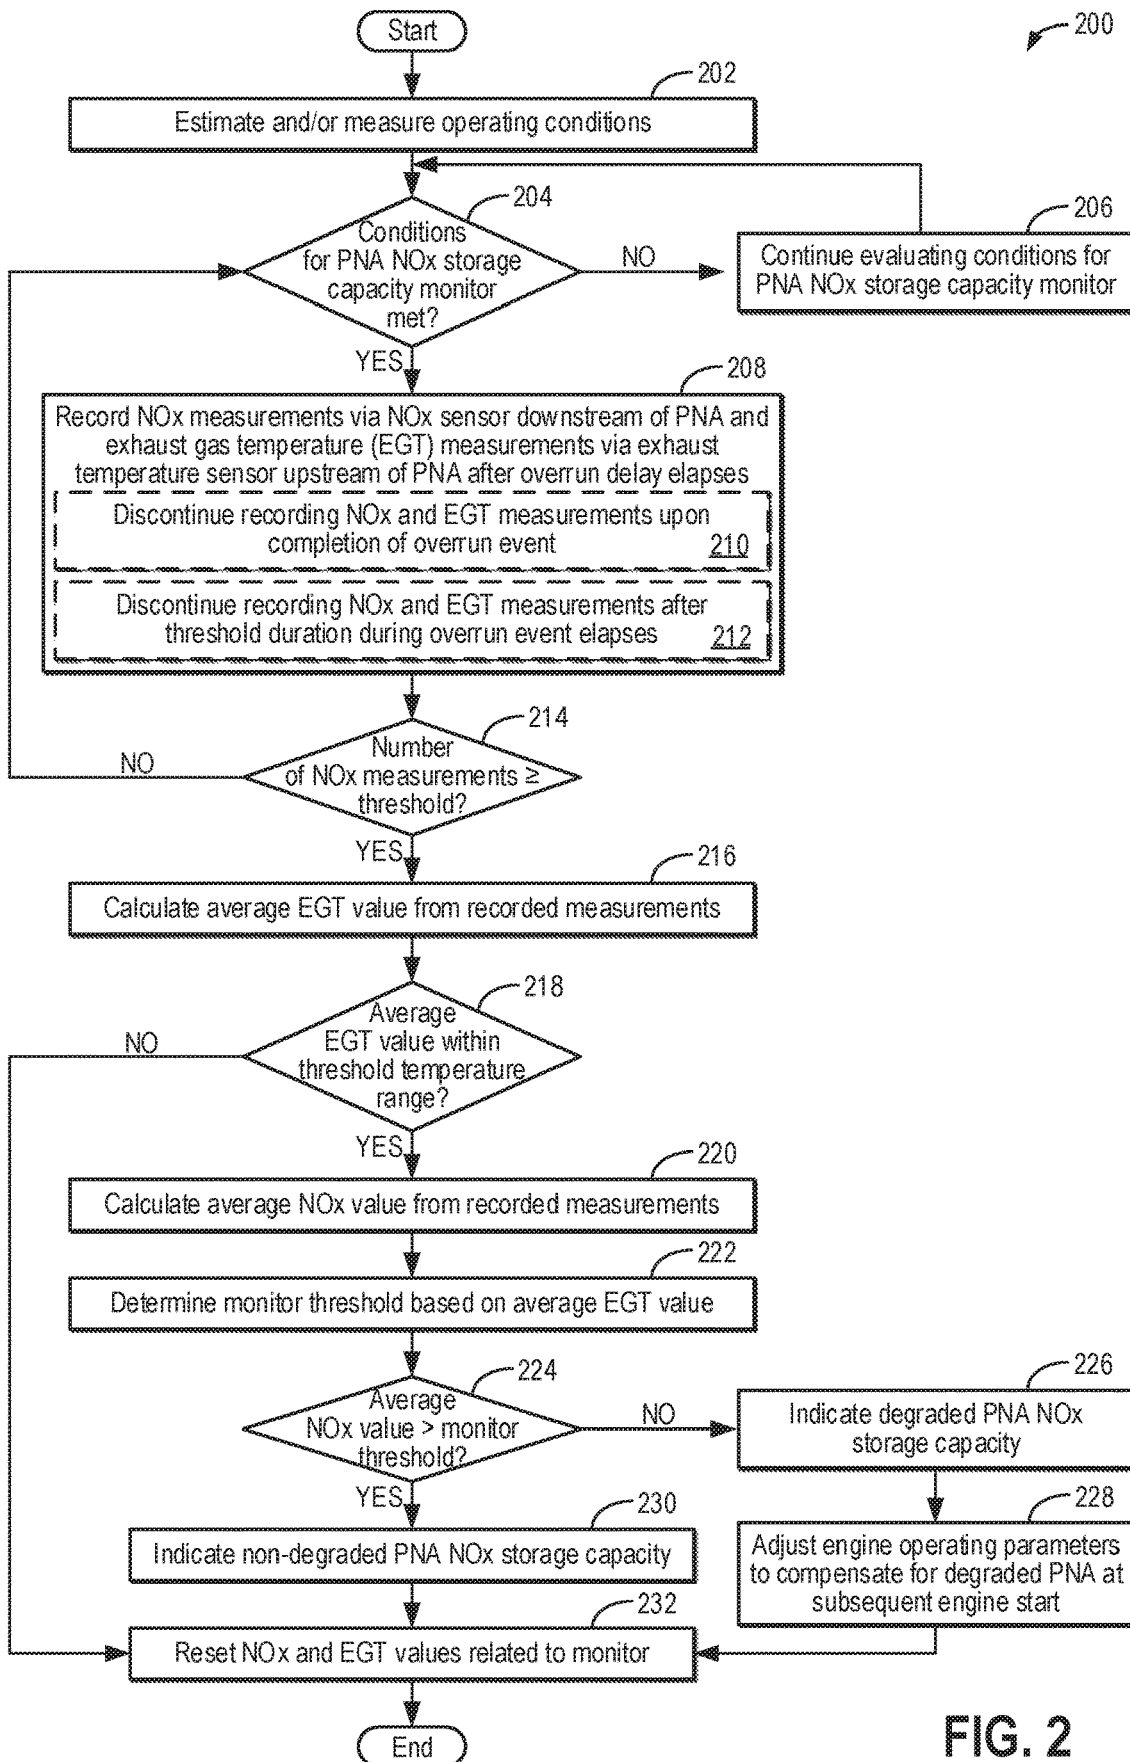 Start
200
202
Estimate and/or measure operating conditions
204
Conditions
for PNA NOx storage
capacity monitor
met?
NO
206
Continue evaluating conditions for
PNA NOx storage capacity monitor
YES
208
Record NOx measurements via NOx sensor downstream of PNA and
exhaust gas temperature (EGT) measurements via exhaust
temperature sensor upstream of PNA after overrun delay elapses
Discontinue recording NOx and EGT measurements upon
completion of overrun event
210
Discontinue recording NOx and EGT measurements after
threshold duration during overrun event elapses
212
214
Number
of NOx measurements ≥
threshold?
NO
YES
216
Calculate average EGT value from recorded measurements
218
Average
EGT value within
threshold temperature
range?
NO
YES
220
Calculate average NOx value from recorded measurements
222
Determine monitor threshold based on average EGT value
224
Average
NOx value > monitor
threshold?
NO
226
Indicate degraded PNA NOx
storage capacity
YES
228
Adjust engine operating parameters
to compensate for degraded PNA at
subsequent engine start
230
Indicate non-degraded PNA NOx storage capacity
232
Reset NOx and EGT values related to monitor
End
FIG. 2